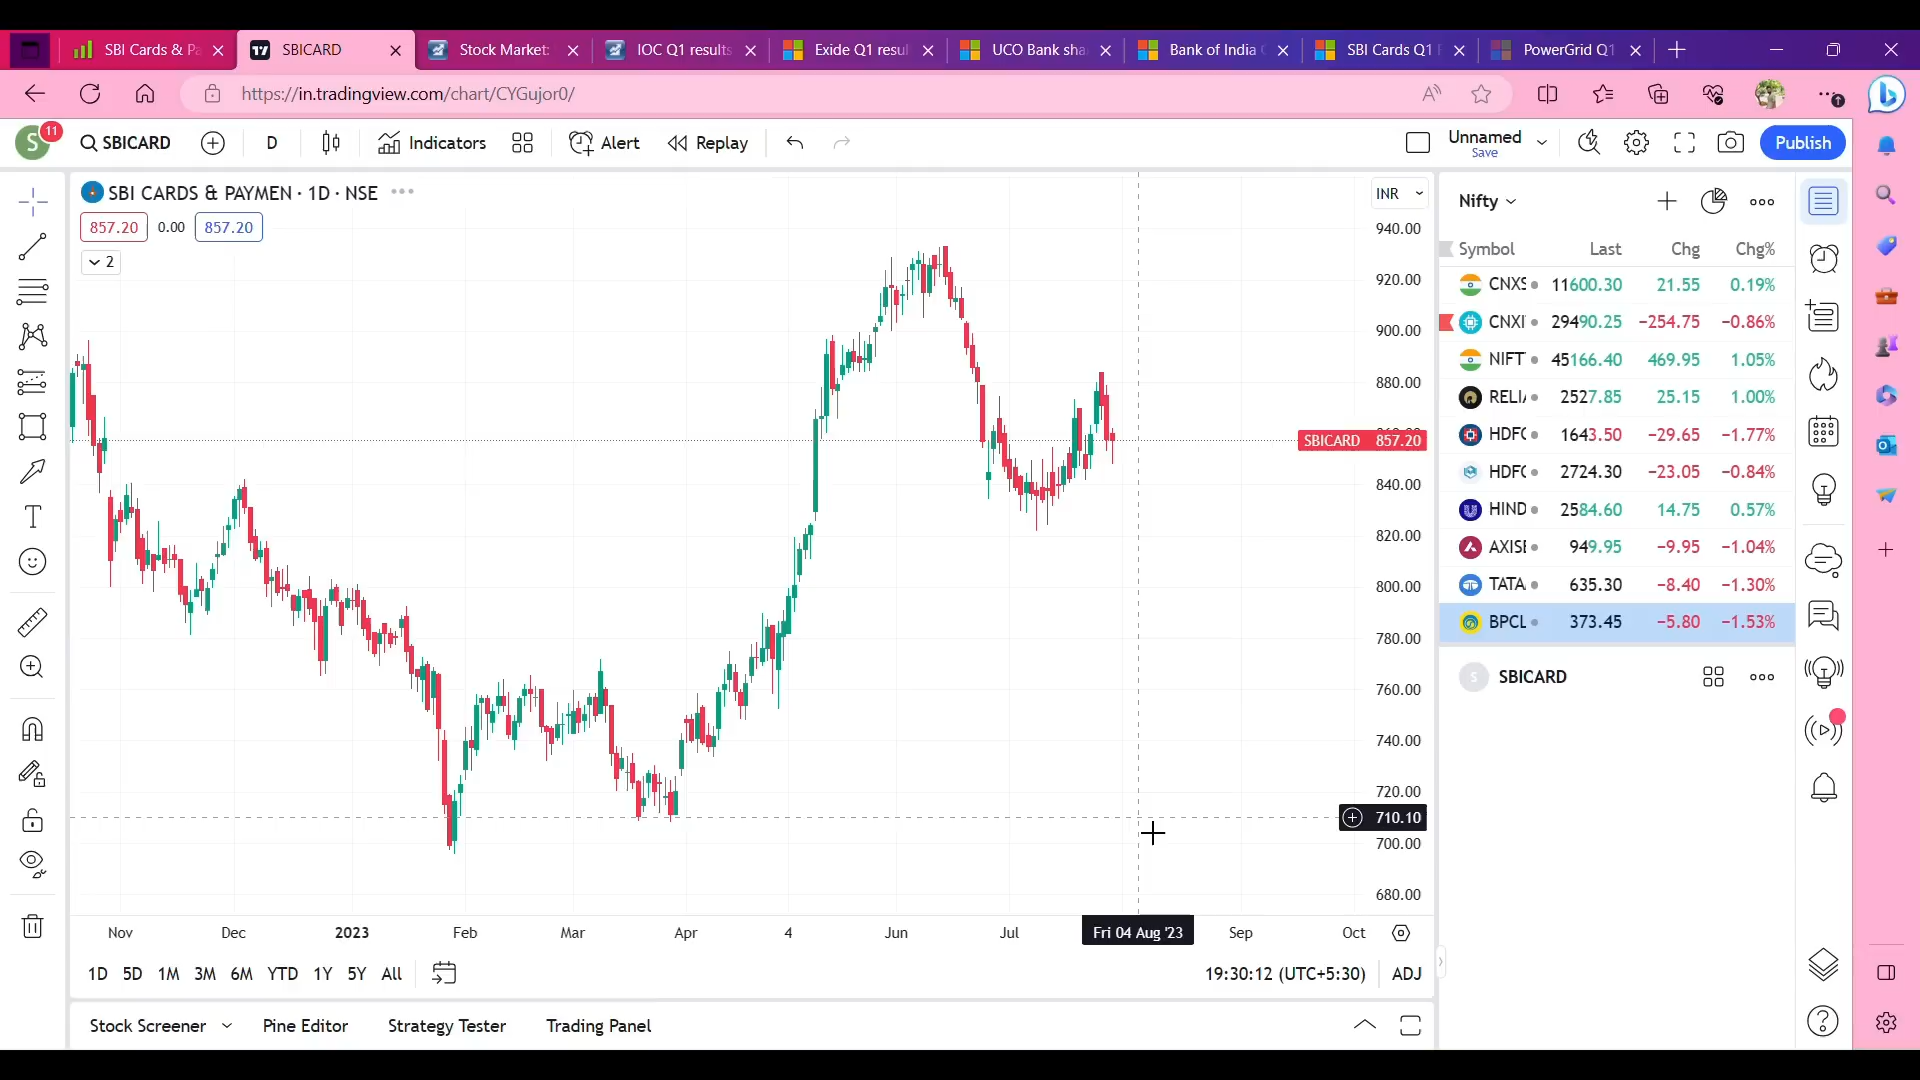 SBI Cards & Pa
SBICARD
Stock Market:
IOC Q1 results
Exide Q1 resul
UCO Bank sha
Bank of India
SBI Cards Q1
PowerGrid Q1
https://in.tradingview.com/chart/CYGujor0/
S 11 SBICARD D Indicators Alert Replay Unnamed Save Publish
SBI CARDS & PAYMEN · 1D · NSE
857.20 0.00 857.20
2
INR
940.00
920.00
900.00
880.00
SBICARD 857.20
840.00
820.00
800.00
780.00
760.00
740.00
720.00
710.10
700.00
680.00
Nov Dec 2023 Feb Mar Apr 4 Jun Jul Fri 04 Aug '23 Sep Oct
1D 5D 1M 3M 6M YTD 1Y 5Y All 19:30:12 (UTC+5:30) ADJ
Stock Screener Pine Editor Strategy Tester Trading Panel
Nifty
Symbol Last Chg Chg%
CNXS 11600.30 21.55 0.19%
CNXI 29490.25 −254.75 −0.86%
NIFT 45166.40 469.95 1.05%
RELIA 2527.85 25.15 1.00%
HDFC 1643.50 −29.65 −1.77%
HDFC 2724.30 −23.05 −0.84%
HIND 2584.60 14.75 0.57%
AXISE 949.95 −9.95 −1.04%
TATA 635.30 −8.40 −1.30%
BPCL 373.45 −5.80 −1.53%
S SBICARD